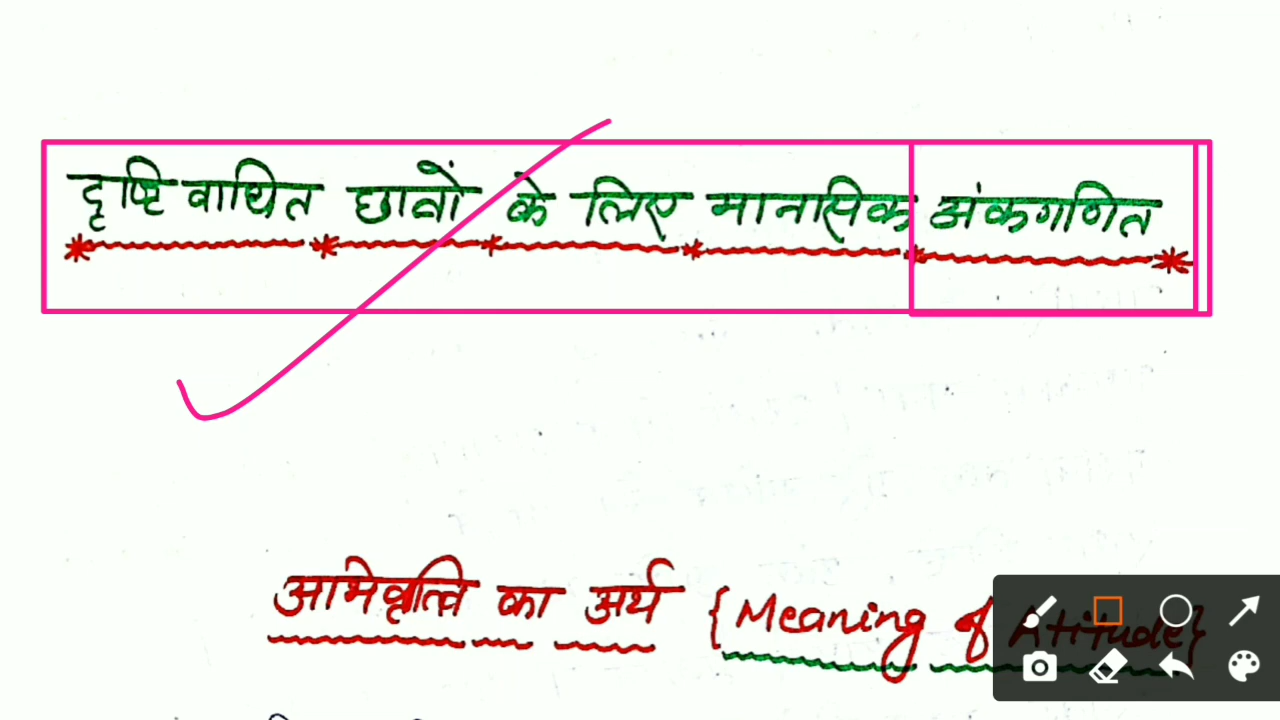 दृष्टि वाधित छात्रों के लिए मानसिक अंकगणित
अभिवृत्ति का अर्थ {Meaning of Attitude}